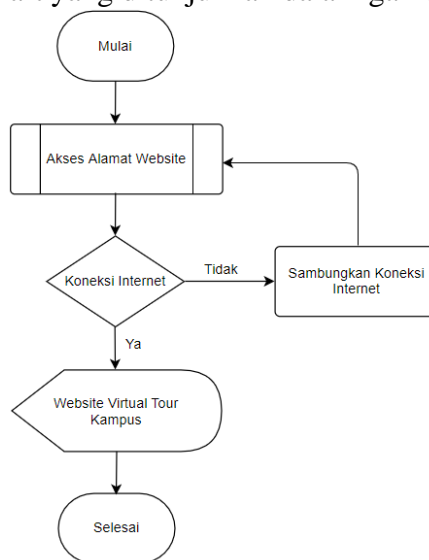 Mulai
Akses Alamat Website
Koneksi Internet
Tidak
Sambungkan Koneksi
Internet
Ya
Website Virtual Tour
Kampus
Selesai